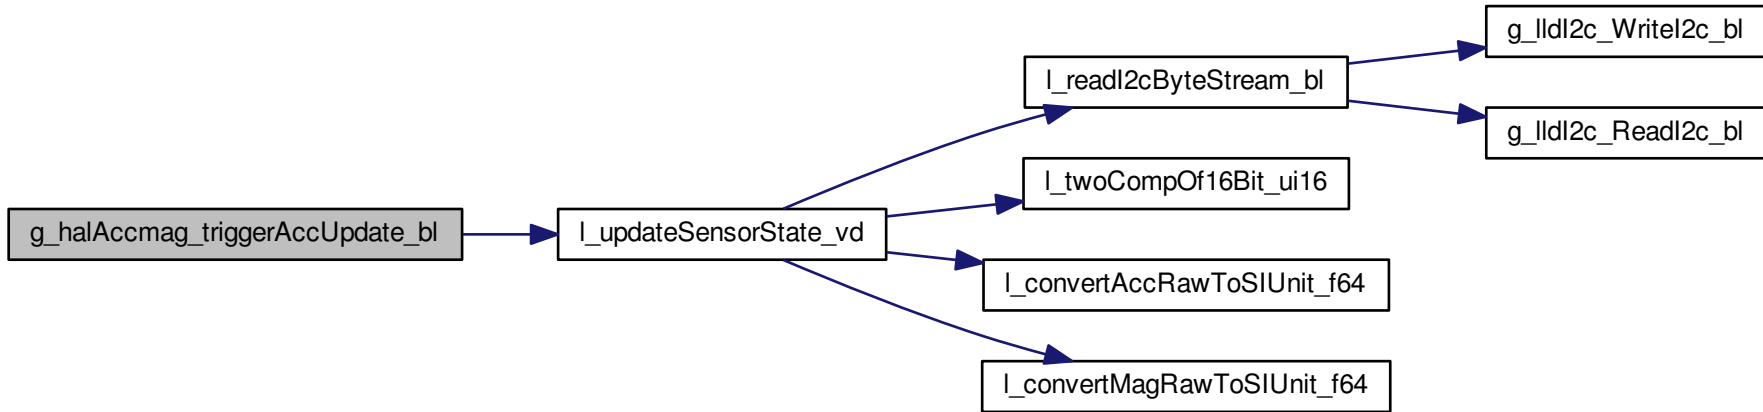 g_halAccmag_triggerAccUpdate_bl
l_updateSensorState_vd
l_readI2cByteStream_bl
g_lldI2c_WriteI2c_bl
g_lldI2c_ReadI2c_bl
l_twoCompOf16Bit_ui16
l_convertAccRawToSIUnit_f64
l_convertMagRawToSIUnit_f64